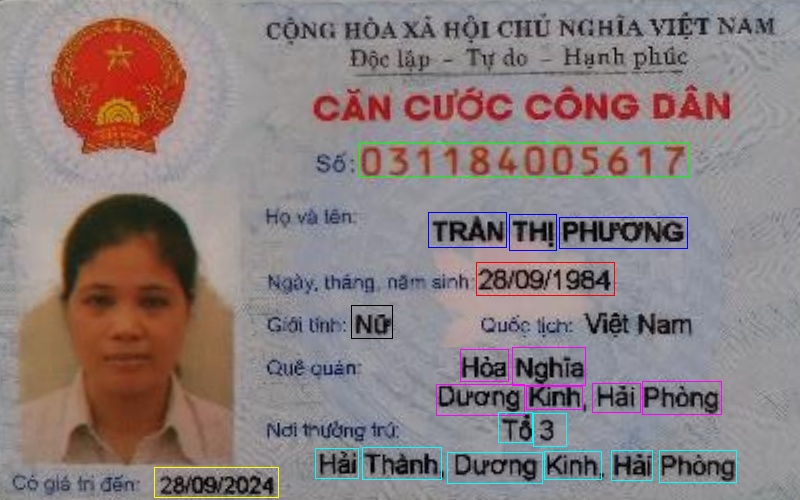 CỘNG HÒA XÃ HỘI CHỦ NGHĨA VIỆT NAM
Độc lập - Tự do - Hạnh phúc
CĂN CƯỚC CÔNG DÂN
Số: 031184005617
Họ và tên:
TRẦN THỊ PHƯƠNG
Ngày, tháng, năm sinh: 28/09/1984
Giới tính: Nữ Quốc tịch: Việt Nam
Quê quán: Hòa Nghĩa
Dương Kinh, Hải Phòng
Nơi thường trú: Tổ 3
Hải Thành, Dương Kinh, Hải Phòng
Có giá trị đến: 28/09/2024